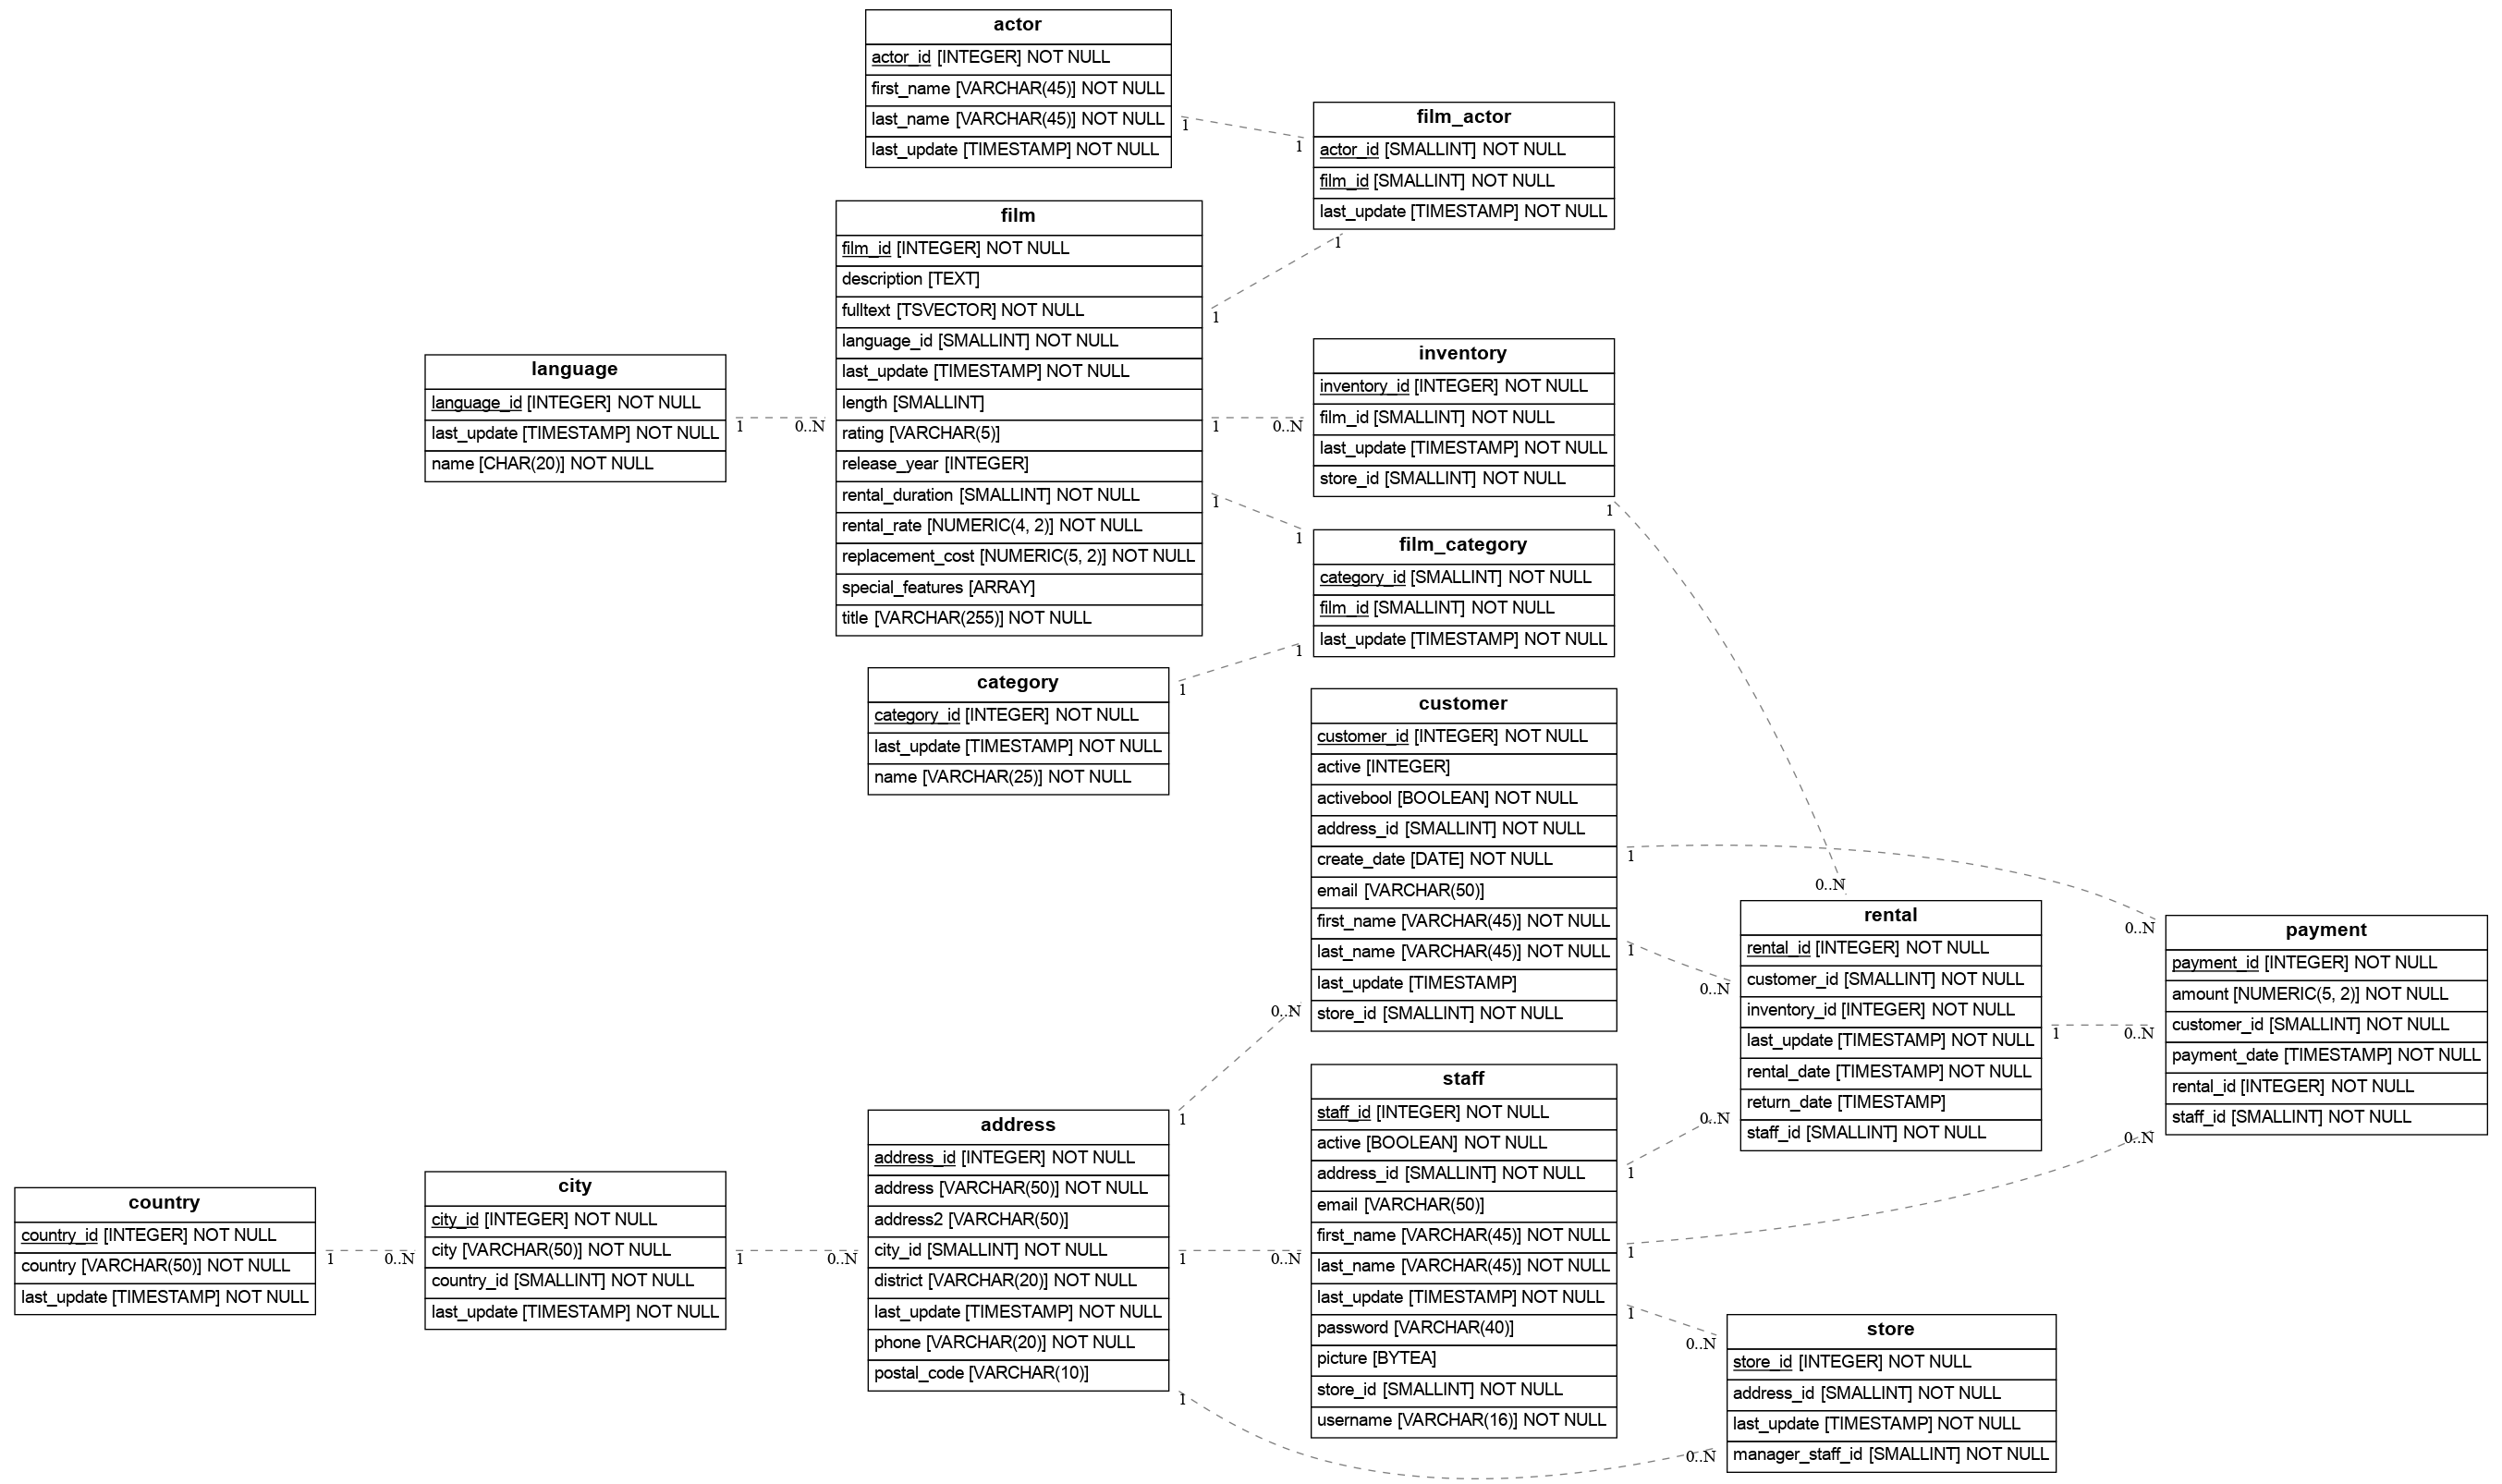 actor
actor_id [INTEGER] NOT NULL
first_name [VARCHAR(45)] NOT NULL
last_name [VARCHAR(45)] NOT NULL
last_update [TIMESTAMP] NOT NULL
1
1
film_actor
actor_id [SMALLINT] NOT NULL
film_id [SMALLINT] NOT NULL
last_update [TIMESTAMP] NOT NULL
film
film_id [INTEGER] NOT NULL
description [TEXT]
fulltext [TSVECTOR] NOT NULL
language_id [SMALLINT] NOT NULL
last_update [TIMESTAMP] NOT NULL
length [SMALLINT]
rating [VARCHAR(5)]
release_year [INTEGER]
rental_duration [SMALLINT] NOT NULL
rental_rate [NUMERIC(4, 2)] NOT NULL
replacement_cost [NUMERIC(5, 2)] NOT NULL
special_features [ARRAY]
title [VARCHAR(255)] NOT NULL
1
1
language
language_id [INTEGER] NOT NULL
last_update [TIMESTAMP] NOT NULL
name [CHAR(20)] NOT NULL
1
0..N
1
0..N
inventory
inventory_id [INTEGER] NOT NULL
film_id [SMALLINT] NOT NULL
last_update [TIMESTAMP] NOT NULL
store_id [SMALLINT] NOT NULL
1
0..N
1
1
film_category
category_id [SMALLINT] NOT NULL
film_id [SMALLINT] NOT NULL
last_update [TIMESTAMP] NOT NULL
category
category_id [INTEGER] NOT NULL
last_update [TIMESTAMP] NOT NULL
name [VARCHAR(25)] NOT NULL
1
1
customer
customer_id [INTEGER] NOT NULL
active [INTEGER]
activebool [BOOLEAN] NOT NULL
address_id [SMALLINT] NOT NULL
create_date [DATE] NOT NULL
email [VARCHAR(50)]
first_name [VARCHAR(45)] NOT NULL
last_name [VARCHAR(45)] NOT NULL
last_update [TIMESTAMP]
store_id [SMALLINT] NOT NULL
1
0..N
1
0..N
rental
rental_id [INTEGER] NOT NULL
customer_id [SMALLINT] NOT NULL
inventory_id [INTEGER] NOT NULL
last_update [TIMESTAMP] NOT NULL
rental_date [TIMESTAMP] NOT NULL
return_date [TIMESTAMP]
staff_id [SMALLINT] NOT NULL
1
0..N
payment
payment_id [INTEGER] NOT NULL
amount [NUMERIC(5, 2)] NOT NULL
customer_id [SMALLINT] NOT NULL
payment_date [TIMESTAMP] NOT NULL
rental_id [INTEGER] NOT NULL
staff_id [SMALLINT] NOT NULL
country
country_id [INTEGER] NOT NULL
country [VARCHAR(50)] NOT NULL
last_update [TIMESTAMP] NOT NULL
1
0..N
city
city_id [INTEGER] NOT NULL
city [VARCHAR(50)] NOT NULL
country_id [SMALLINT] NOT NULL
last_update [TIMESTAMP] NOT NULL
1
0..N
address
address_id [INTEGER] NOT NULL
address [VARCHAR(50)] NOT NULL
address2 [VARCHAR(50)]
city_id [SMALLINT] NOT NULL
district [VARCHAR(20)] NOT NULL
last_update [TIMESTAMP] NOT NULL
phone [VARCHAR(20)] NOT NULL
postal_code [VARCHAR(10)]
1
0..N
1
0..N
1
0..N
staff
staff_id [INTEGER] NOT NULL
active [BOOLEAN] NOT NULL
address_id [SMALLINT] NOT NULL
email [VARCHAR(50)]
first_name [VARCHAR(45)] NOT NULL
last_name [VARCHAR(45)] NOT NULL
last_update [TIMESTAMP] NOT NULL
password [VARCHAR(40)]
picture [BYTEA]
store_id [SMALLINT] NOT NULL
username [VARCHAR(16)] NOT NULL
1
0..N
1
0..N
1
0..N
store
store_id [INTEGER] NOT NULL
address_id [SMALLINT] NOT NULL
last_update [TIMESTAMP] NOT NULL
manager_staff_id [SMALLINT] NOT NULL